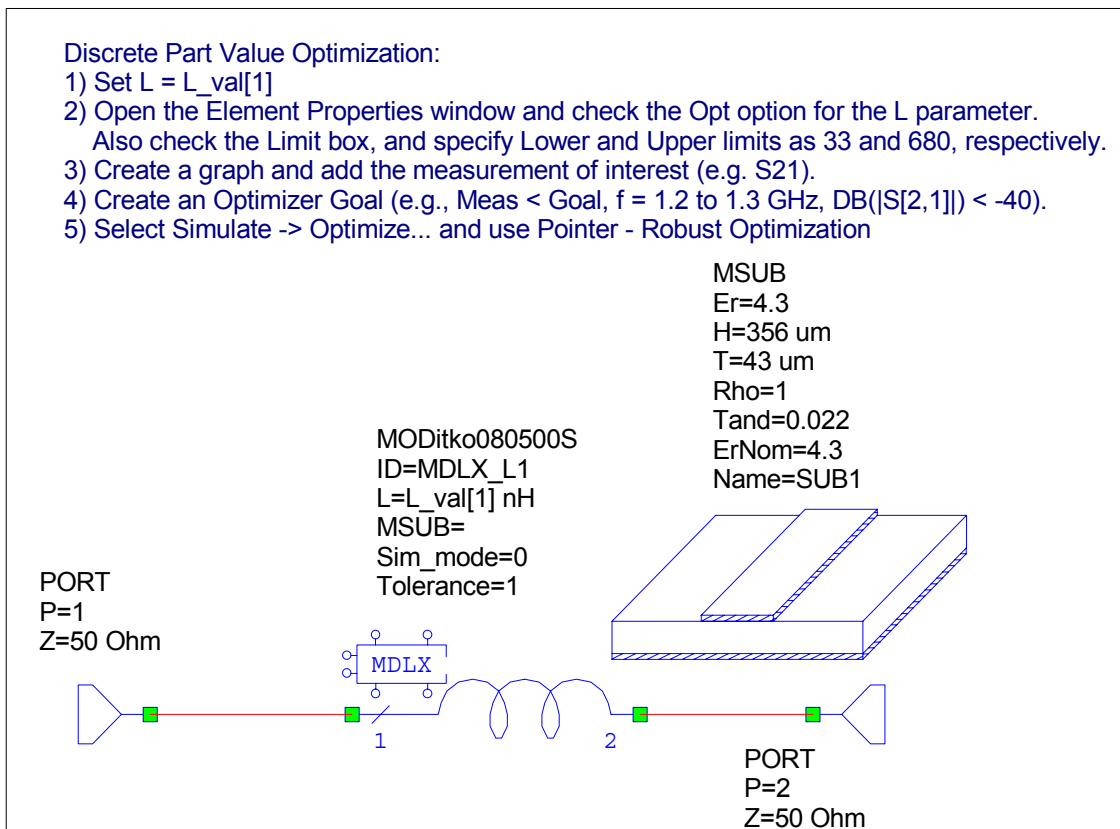 Discrete Part Value Optimization:
1) Set L = L_val[1]
2) Open the Element Properties window and check the Opt option for the L parameter.
Also check the Limit box, and specify Lower and Upper limits as 33 and 680, respectively.
3) Create a graph and add the measurement of interest (e.g. S21).
4) Create an Optimizer Goal (e.g., Meas < Goal, f = 1.2 to 1.3 GHz, DB(|S[2,1]|) < -40).
5) Select Simulate -> Optimize... and use Pointer - Robust Optimization
MSUB
Er=4.3
H=356 um
T=43 um
Rho=1
Tand=0.022
ErNom=4.3
Name=SUB1
MODitko080500S
ID=MDLX_L1
L=L_val[1] nH
MSUB=
Sim_mode=0
Tolerance=1
PORT
P=1
Z=50 Ohm
MDLX
1
2
PORT
P=2
Z=50 Ohm